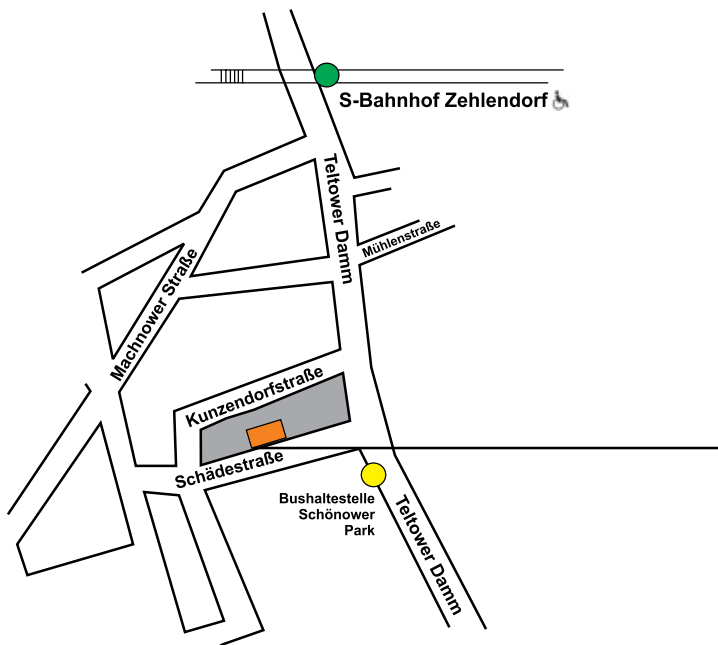 S-Bahnhof Zehlendorf
Teltower Damm
Mühlenstraße
Machnower Straße
Kunzendorfstraße
Schädestraße
Bushaltestelle
Schönower
Park
Teltower Damm